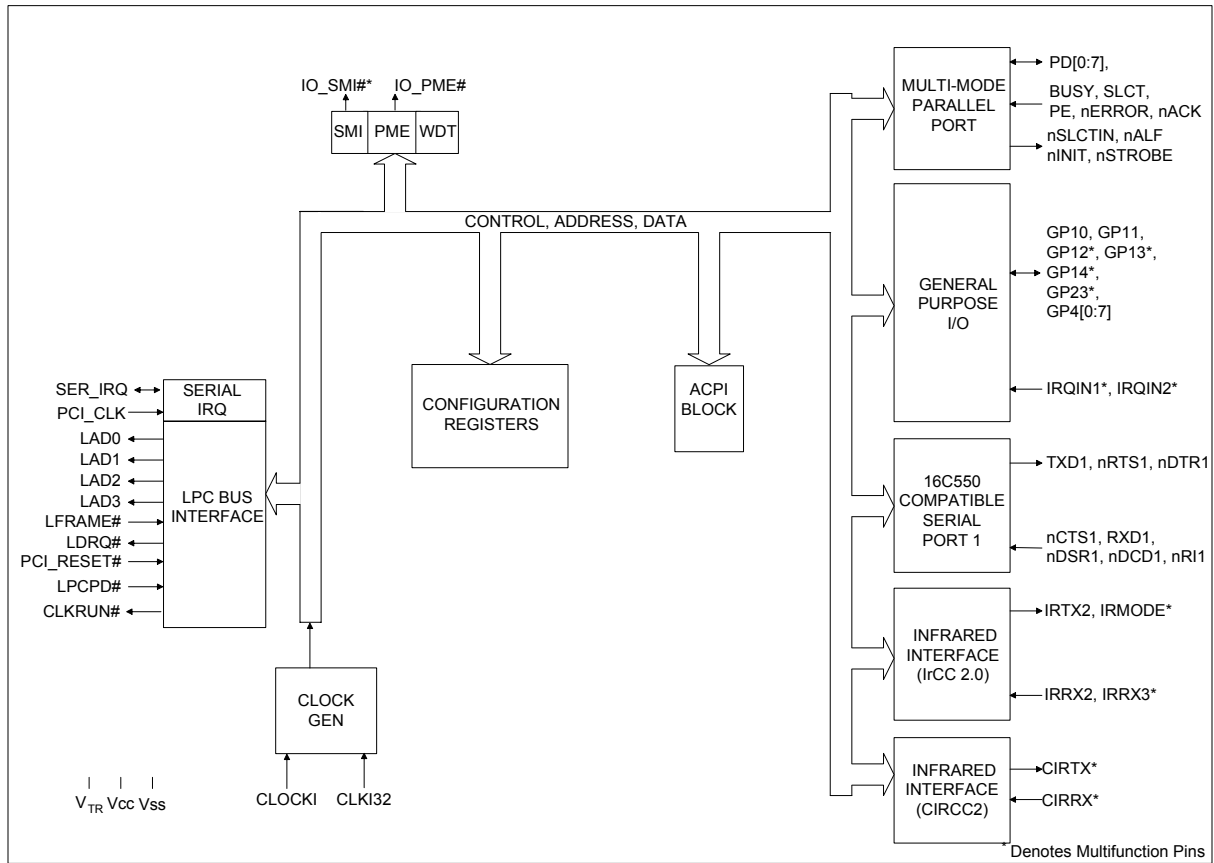 IO_SMI#*
IO_PME#
SMI
PME
WDT
CONTROL, ADDRESS, DATA
SER_IRQ
PCI_CLK
LAD0
LAD1
LAD2
LAD3
LFRAME#
LDRQ#
PCI_RESET#
LPCPD#
CLKRUN#
SERIAL
IRQ
LPC BUS
INTERFACE
CONFIGURATION
REGISTERS
ACPI
BLOCK
CLOCK
GEN
CLOCKI
CLKI32
VTR Vcc Vss
MULTI-MODE
PARALLEL
PORT
PD[0:7],
BUSY, SLCT,
PE, nERROR, nACK
nSLCTIN, nALF
nINIT, nSTROBE
GENERAL
PURPOSE
I/O
GP10, GP11,
GP12*, GP13*,
GP14*,
GP23*,
GP4[0:7]
IRQIN1*, IRQIN2*
16C550
COMPATIBLE
SERIAL
PORT 1
TXD1, nRTS1, nDTR1
nCTS1, RXD1,
nDSR1, nDCD1, nRI1
INFRARED
INTERFACE
(IrCC 2.0)
IRTX2, IRMODE*
IRRX2, IRRX3*
INFRARED
INTERFACE
(CIRCC2)
CIRTX*
CIRRX*
* Denotes Multifunction Pins